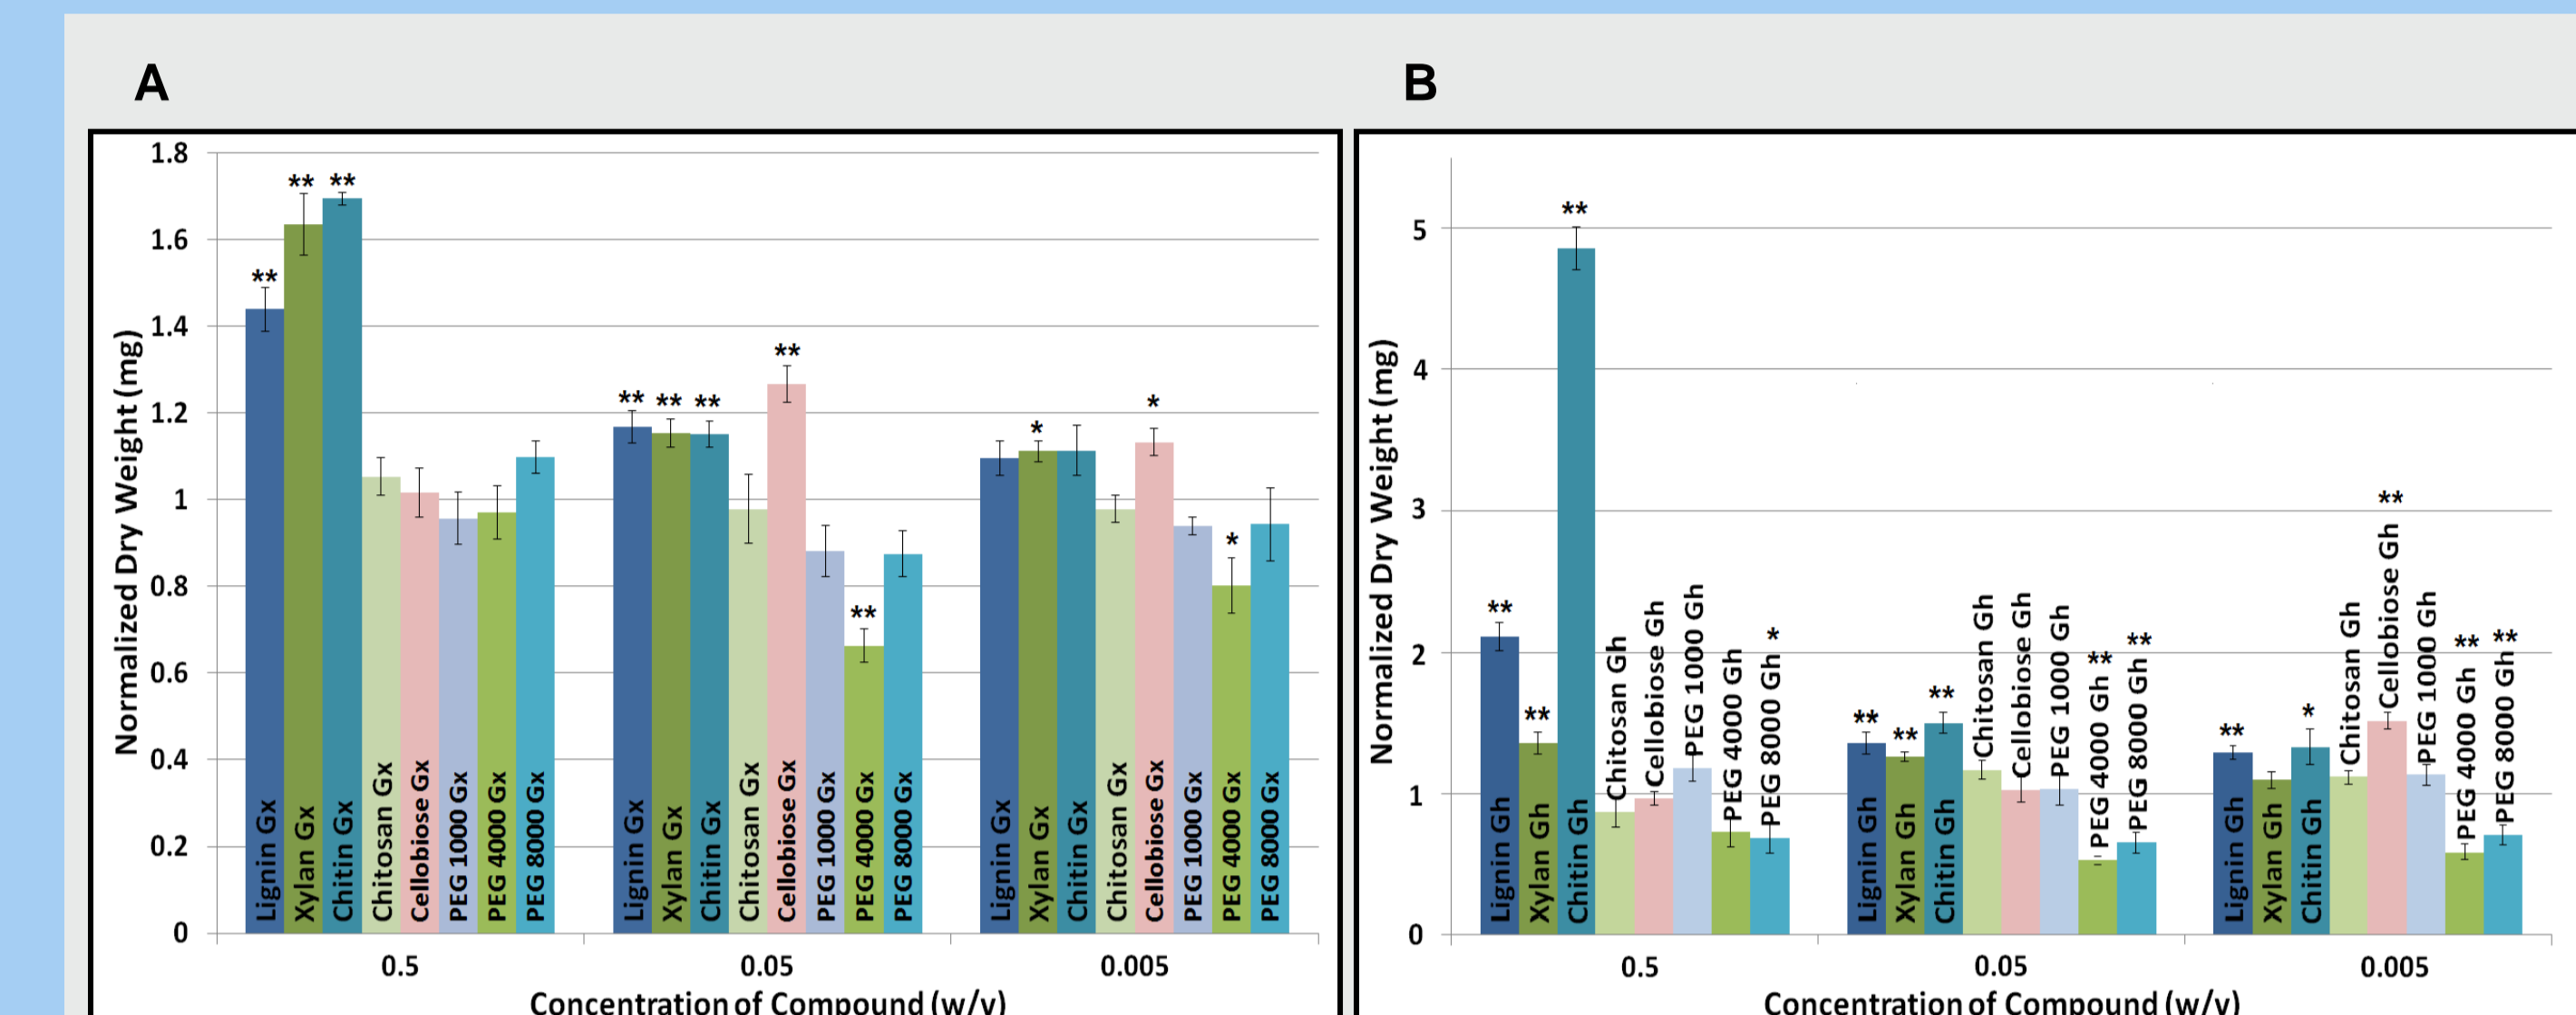 A
1.8
1.6
1.4
1.2
1
0.8
0.6
0.4
0.2
0
Normalized Dry Weight (mg)
**
**
**
Lignin Gx
Xylan Gx
Chitin Gx
Chitosan Gx
Cellobiose Gx
PEG 1000 Gx
PEG 4000 Gx
PEG 8000 Gx
**
**
**
**
**
Lignin Gx
Xylan Gx
Chitin Gx
Chitosan Gx
Cellobiose Gx
PEG 1000 Gx
PEG 4000 Gx
PEG 8000 Gx
*
*
*
Lignin Gx
Xylan Gx
Chitin Gx
Chitosan Gx
Cellobiose Gx
PEG 1000 Gx
PEG 4000 Gx
PEG 8000 Gx
0.5
0.05
0.005
Concentration of Compound (w/v)
B
5
4
3
2
1
0
Normalized Dry Weight (mg)
**
**
**
*
Lignin Gh
Xylan Gh
Chitin Gh
Chitosan Gh
Cellobiose Gh
PEG 1000 Gh
PEG 4000 Gh
PEG 8000 Gh
**
**
**
**
**
Lignin Gh
Xylan Gh
Chitin Gh
Chitosan Gh
Cellobiose Gh
PEG 1000 Gh
PEG 4000 Gh
PEG 8000 Gh
**
*
**
**
**
Lignin Gh
Xylan Gh
Chitin Gh
Chitosan Gh
Cellobiose Gh
PEG 1000 Gh
PEG 4000 Gh
PEG 8000 Gh
0.5
0.05
0.005
Concentration of Compound (w/v)